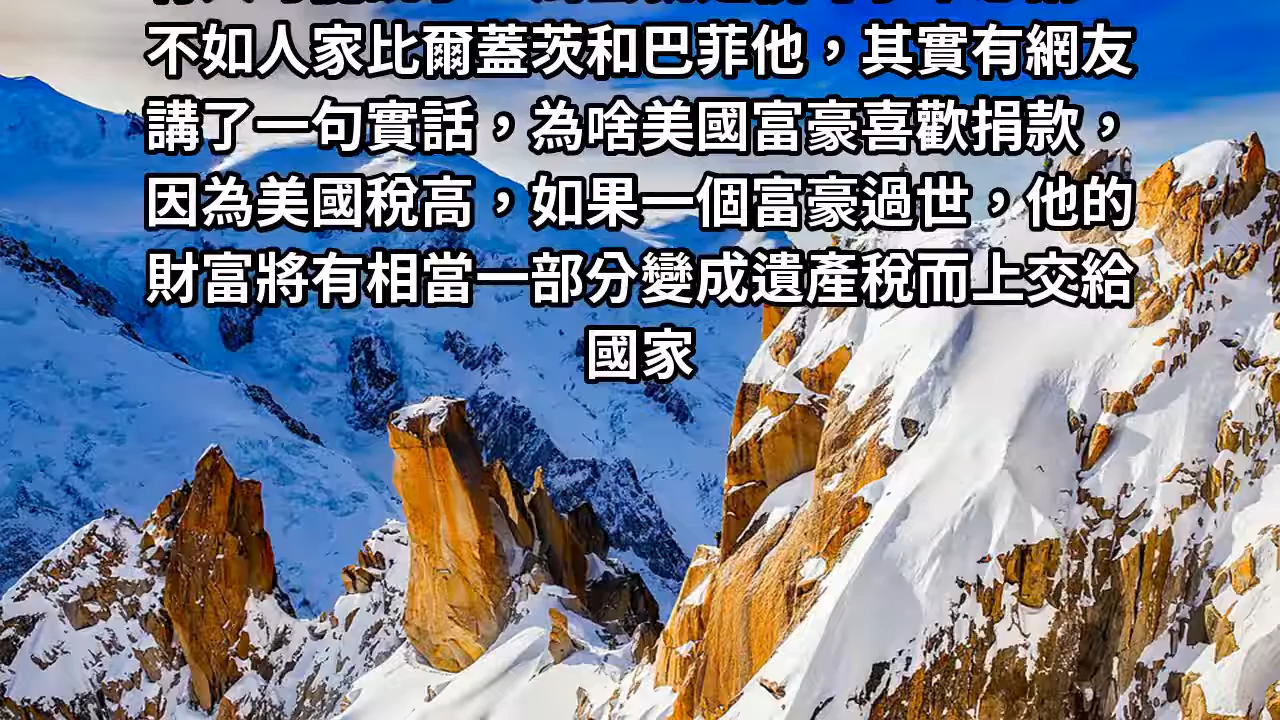 不如人家比爾蓋茨和巴菲他，其實有網友
講了一句實話，為啥美國富豪喜歡捐款，
因為美國稅高，如果一個富豪過世，他的
財富將有相當一部分變成遺產稅而上交給
國家